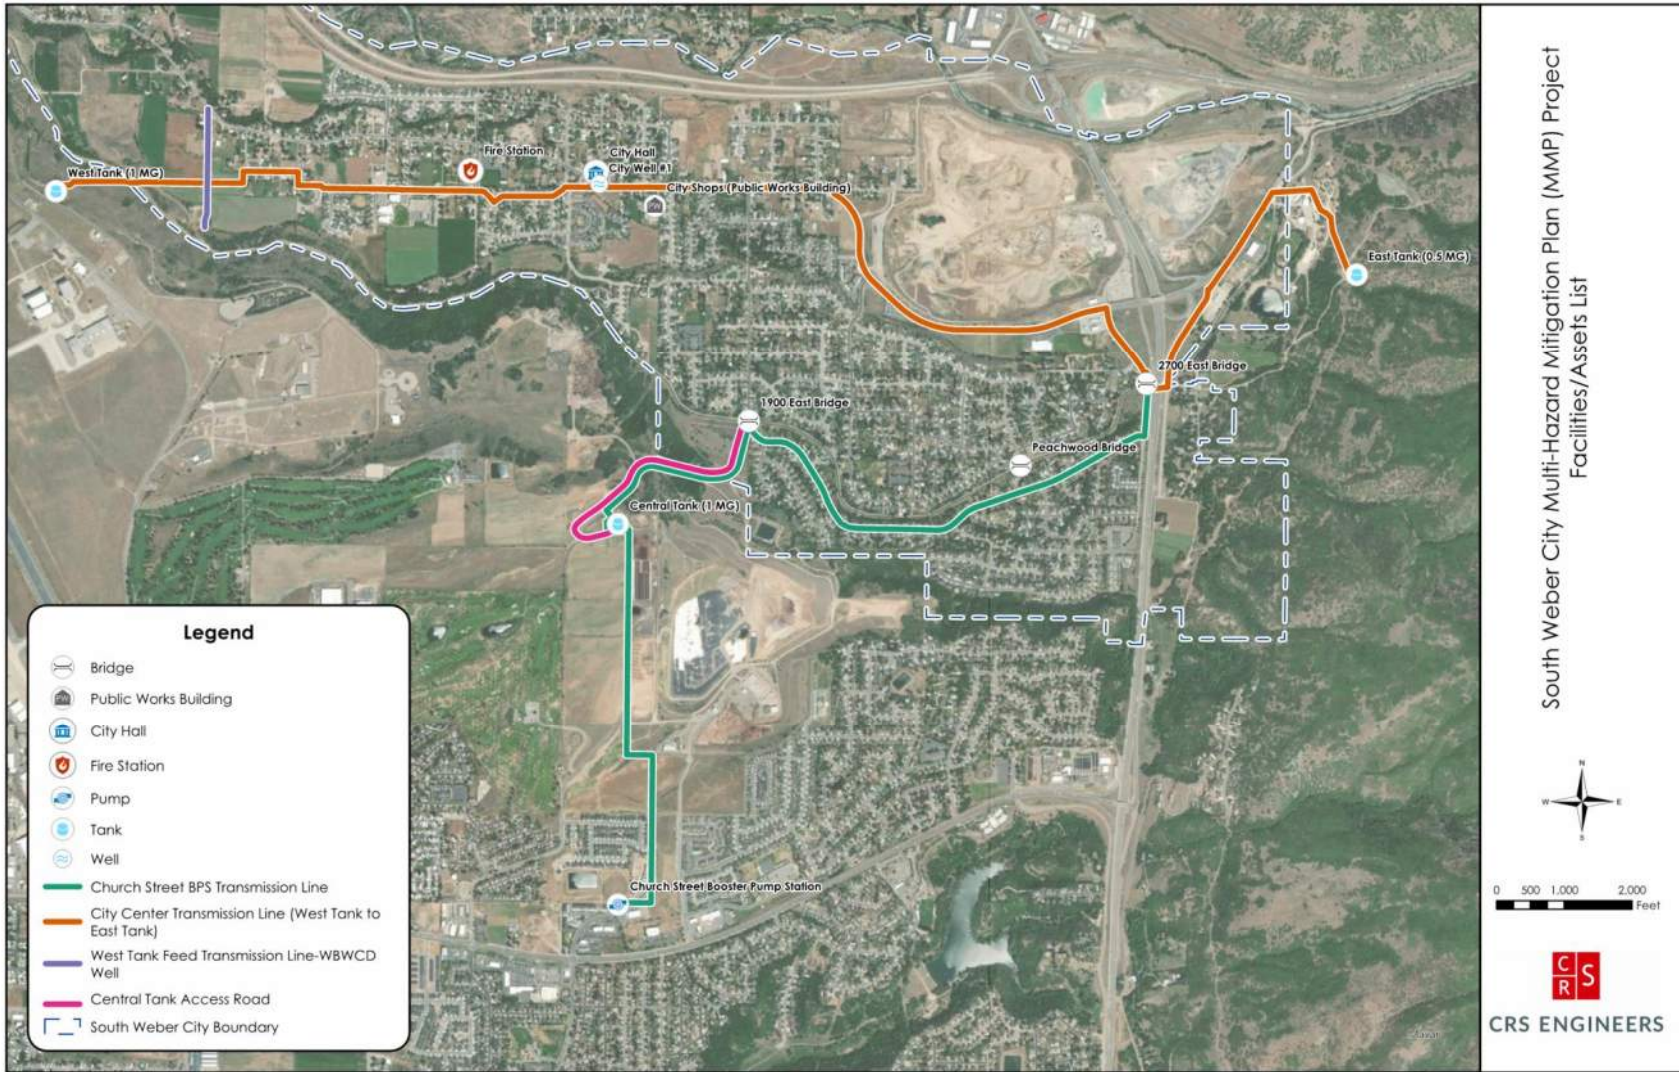 West Tank (1 MG)
Fire Station
City Hall
City Well #1
City Shops (Public Works Building)
PW
East Tank (0.5 MG)
2700 East Bridge
1900 East Bridge
Peachwood Bridge
Central Tank (1 MG)
Church Street Booster Pump Station
Legend
Bridge
PW
Public Works Building
City Hall
Fire Station
Pump
Tank
Well
Church Street BPS Transmission Line
City Center Transmission Line (West Tank to
East Tank)
West Tank Feed Transmission Line-WBWCD
Well
Central Tank Access Road
South Weber City Boundary
South Weber City Multi-Hazard Mitigation Plan (MMP) Project
Facilities/Assets List
N
W E
S
0 500 1,000 2,000
Feet
C
R S
CRS ENGINEERS